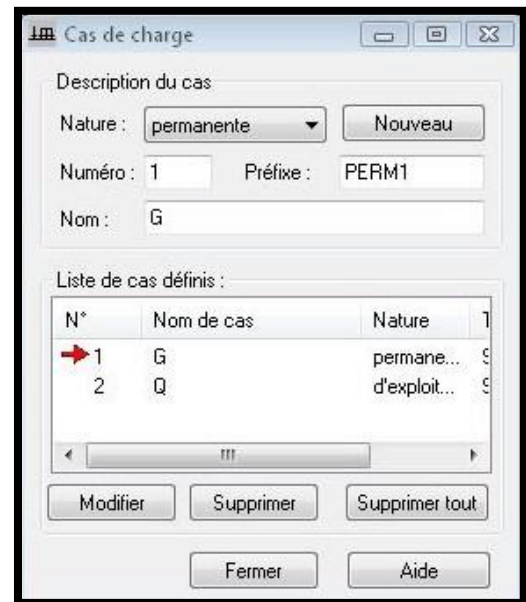 Cas de charge
Description du cas
Nature : permanente Nouveau
Numéro : 1 Préfixe : PERM1
Nom : G
Liste de cas définis :
N° Nom de cas Nature
1 G permane...
2 Q d'exploit...
Modifier Supprimer Supprimer tout
Fermer Aide